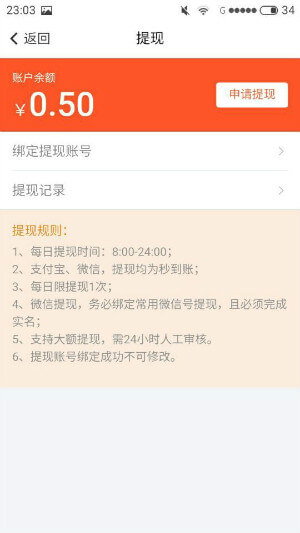 23:03
G
34
返回
提现
账户余额
¥0.50
申请提现
绑定提现账号
提现记录
提现规则：
1、每日提现时间：8:00-24:00；
2、支付宝、微信，提现均为秒到账；
3、每日限提现1次；
4、微信提现，务必绑定常用微信号提现，且必须完成
实名；
5、支持大额提现，需24小时人工审核。
6、提现账号绑定成功不可修改。